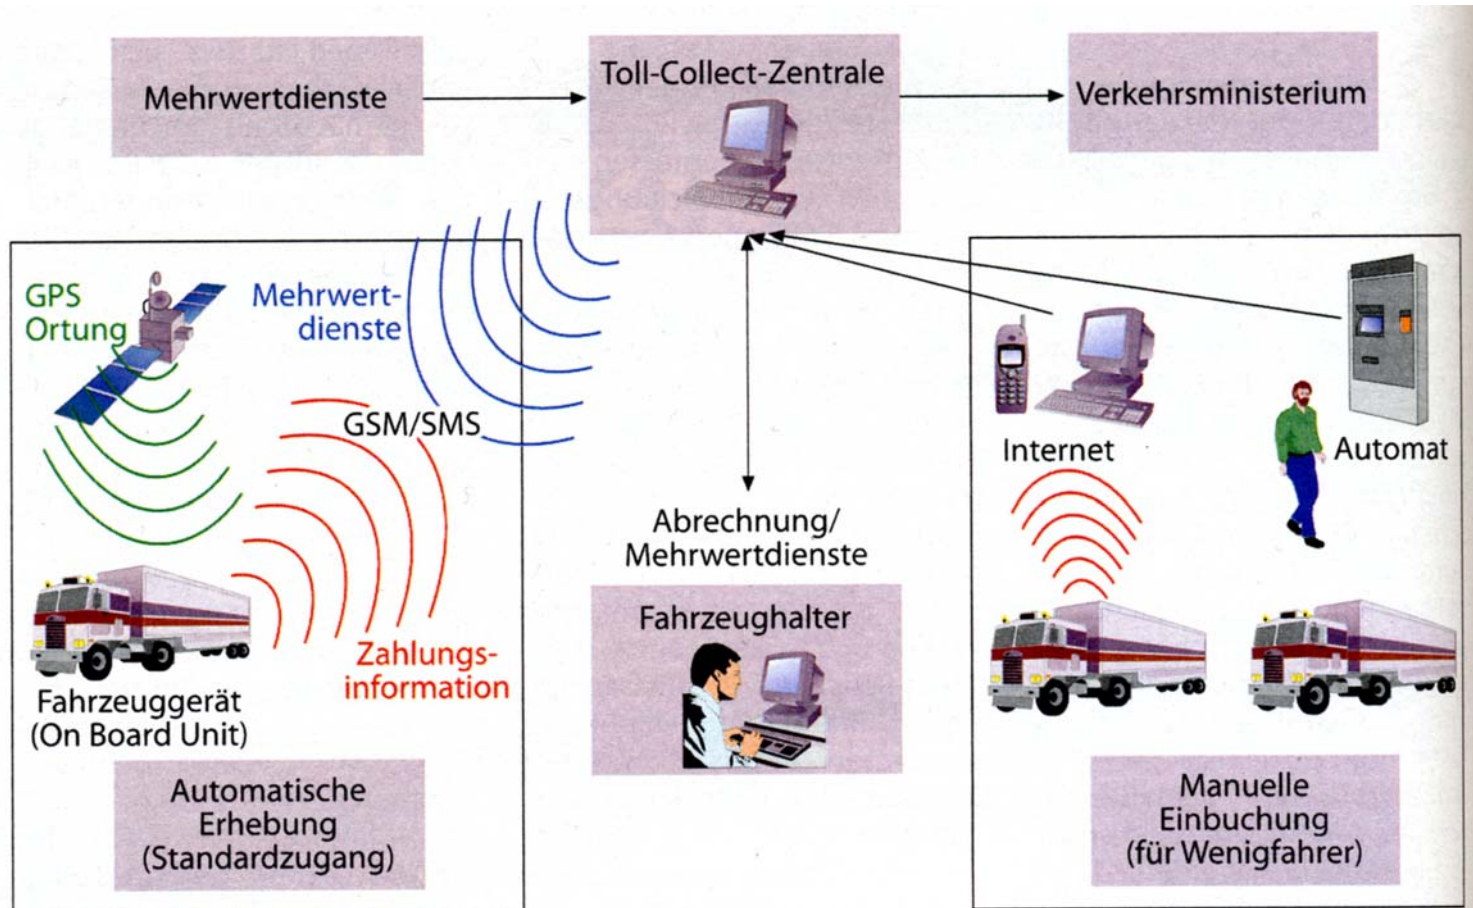 Mehrwertdienste
Toll-Collect-Zentrale
Verkehrsministerium
GPS
Ortung
Mehrwert-
dienste
GSM/SMS
Zahlungs-
information
Fahrzeuggerät
(On Board Unit)
Automatische
Erhebung
(Standardzugang)
Abrechnung/
Mehrwertdienste
Fahrzeughalter
Internet
Automat
Manuelle
Einbuchung
(für Wenigfahrer)